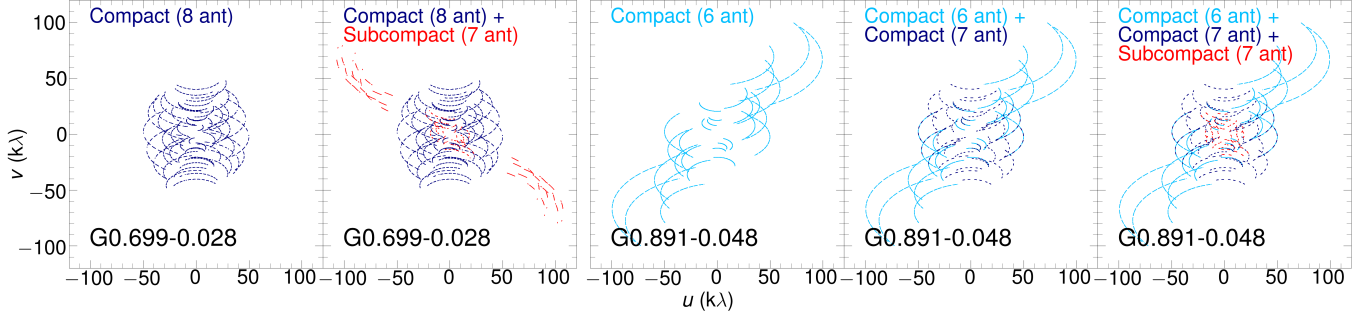 Compact (8 ant)
G0.699-0.028
Compact (8 ant) +
Subcompact (7 ant)
G0.699-0.028
Compact (6 ant)
G0.891-0.048
Compact (6 ant) +
Compact (7 ant)
G0.891-0.048
Compact (6 ant) +
Compact (7 ant) +
Subcompact (7 ant)
G0.891-0.048
100
50
0
−50
−100
v (kλ)
−100 −50 0 50 100
−100 −50 0 50 100
−100 −50 0 50 100
−100 −50 0 50 100
−100 −50 0 50 100
u (kλ)